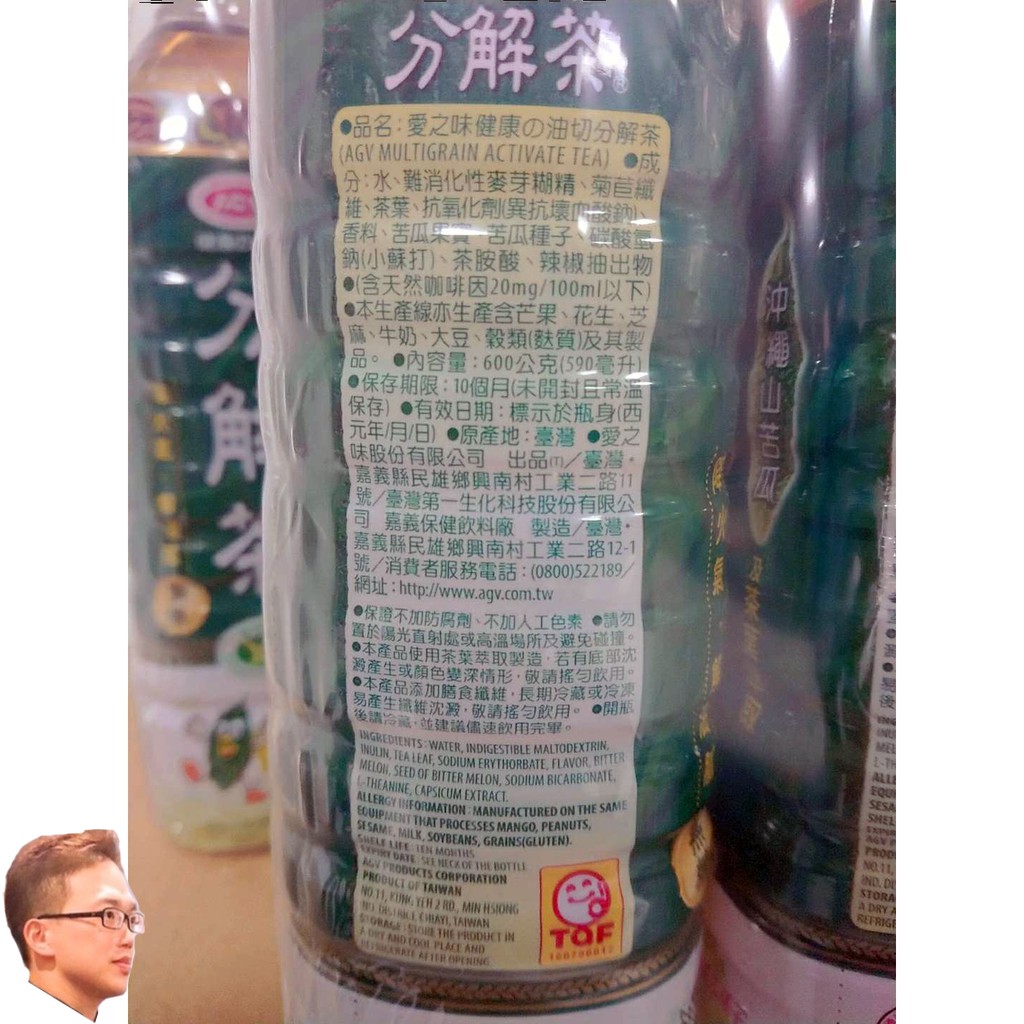 分解茶
●品名：愛之味健康の油切分解茶
(AGV MULTIGRAIN ACTIVATE TEA) ●成
分：水、難消化性麥芽糊精、菊苣纖
維、茶葉、抗氧化劑(異抗壞血酸鈉)、
香料、苦瓜果實、苦瓜種子、碳酸氫
鈉(小蘇打)、茶胺酸、辣椒抽出物
●(含天然咖啡因20mg/100ml以下)
●本生產線亦生產含芒果、花生、芝
麻、牛奶、大豆、穀類(麩質)及其製
品。 ●內容量：600公克(590毫升)
●保存期限：10個月(未開封且常溫
保存) ●有效日期：標示於瓶身(西
元年/月/日) ●原產地：臺灣 ●愛之
味股份有限公司 出品(T)／臺灣・
嘉義縣民雄鄉興南村工業二路11
號／臺灣第一生化科技股份有限公
司 嘉義保健飲料廠 製造／臺灣・
嘉義縣民雄鄉興南村工業二路12-1
號／消費者服務電話：(0800)522189／
網址：http://www.agv.com.tw
●保證不加防腐劑、不加人工色素 ●請勿
置於陽光直射處或高溫場所及避免碰撞。
●本產品使用茶葉萃取製造，若有底部沈
澱產生或顏色變深情形，敬請搖勻飲用。
●本產品添加膳食纖維，長期冷藏或冷凍
易產生纖維沈澱，敬請搖勻飲用。 ●開瓶
後請冷藏，並建議儘速飲用完畢。
INGREDIENTS : WATER, INDIGESTIBLE MALTODEXTRIN,
INULIN, TEA LEAF, SODIUM ERYTHORBATE, FLAVOR, BITTER
MELON, SEED OF BITTER MELON, SODIUM BICARBONATE,
L-THEANINE, CAPSICUM EXTRACT.
ALLERGY INFORMATION : MANUFACTURED ON THE SAME
EQUIPMENT THAT PROCESSES MANGO, PEANUTS,
SESAME, MILK, SOYBEANS, GRAINS(GLUTEN).
SHELF LIFE : TEN MONTHS
EXPIRY DATE : SEE NECK OF THE BOTTLE
AGV PRODUCTS CORPORATION
PRODUCT OF TAIWAN
NO.11, KUNG YEH 2 RD., MIN HSIONG
IND. DISTRICT, CHIAYI, TAIWAN
STORAGE : STORE THE PRODUCT IN
A DRY AND COOL PLACE AND
REFRIGERATE AFTER OPENING
TQF
分解茶
沖繩山苦瓜